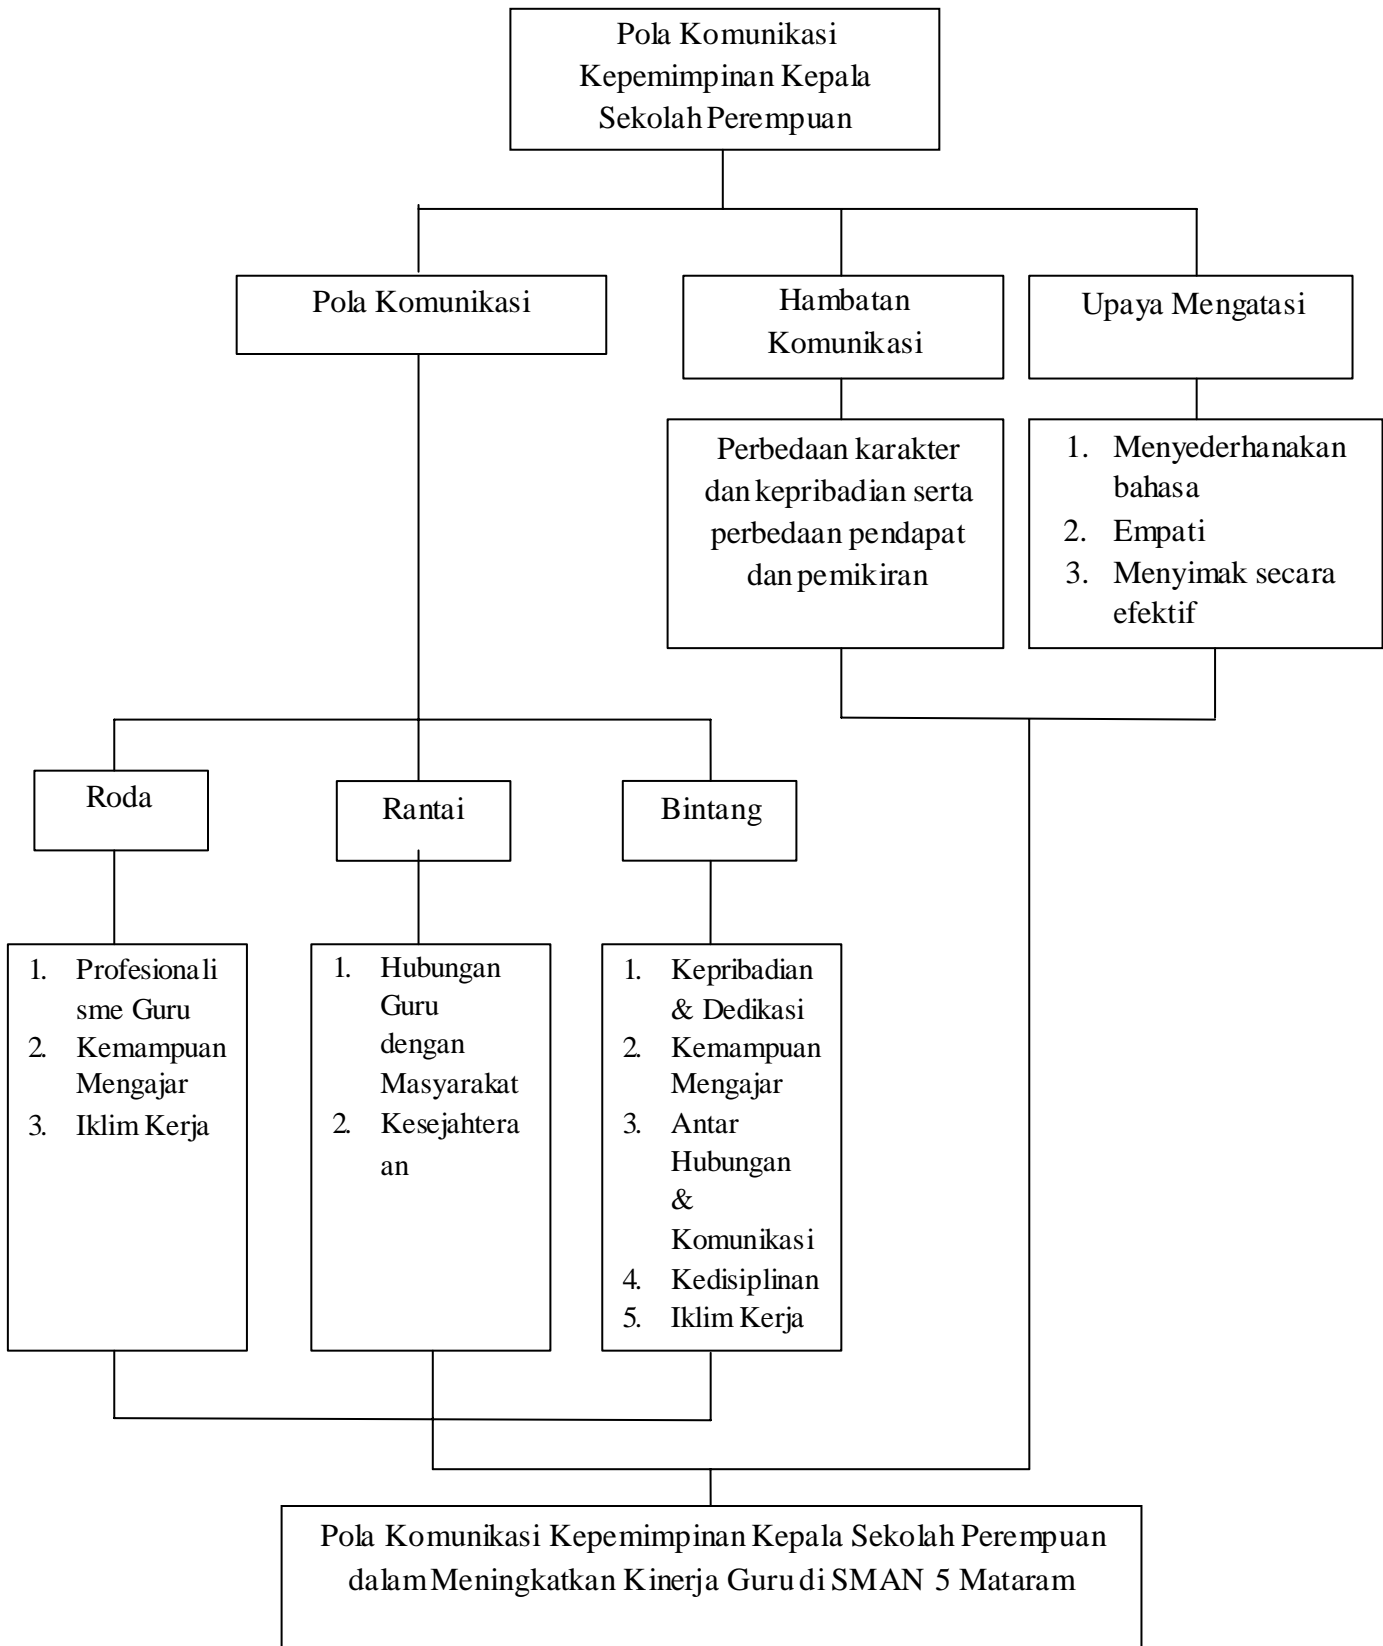 Pola Komunikasi
Kepemimpinan Kepala
Sekolah Perempuan
Pola Komunikasi
Hambatan
Komunikasi
Upaya Mengatasi
Perbedaan karakter
dan kepribadian serta
perbedaan pendapat
dan pemikiran
1. Menyederhanakan
bahasa
2. Empati
3. Menyimak secara
efektif
Roda
Rantai
Bintang
1. Profesionali
sme Guru
2. Kemampuan
Mengajar
3. Iklim Kerja
1. Hubungan
Guru
dengan
Masyarakat
2. Kesejahtera
an
1. Kepribadian
& Dedikasi
2. Kemampuan
Mengajar
3. Antar
Hubungan
&
Komunikasi
4. Kedisiplinan
5. Iklim Kerja
Pola Komunikasi Kepemimpinan Kepala Sekolah Perempuan
dalam Meningkatkan Kinerja Guru di SMAN 5 Mataram